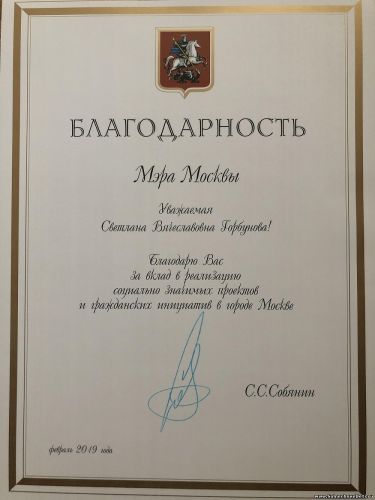 БЛАГОДАРНОСТЬ
Мэра Москвы
Уважаемая
Светлана Вячеславовна Горбунова!
Благодарю Вас
за вклад в реализацию
социально значимых проектов
и гражданских инициатив в городе Москве
С.С.Собянин
февраль 2019 года